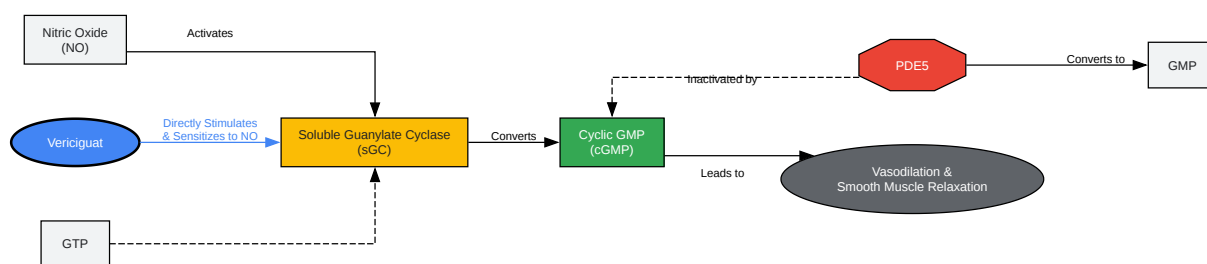 Nitric Oxide
(NO)
Activates
PDE5
Converts to
GMP
Inactivated by
Vericiguat
Directly Stimulates
& Sensitizes to NO
Soluble Guanylate Cyclase
(sGC)
Converts
Cyclic GMP
(cGMP)
Leads to
Vasodilation &
Smooth Muscle Relaxation
GTP